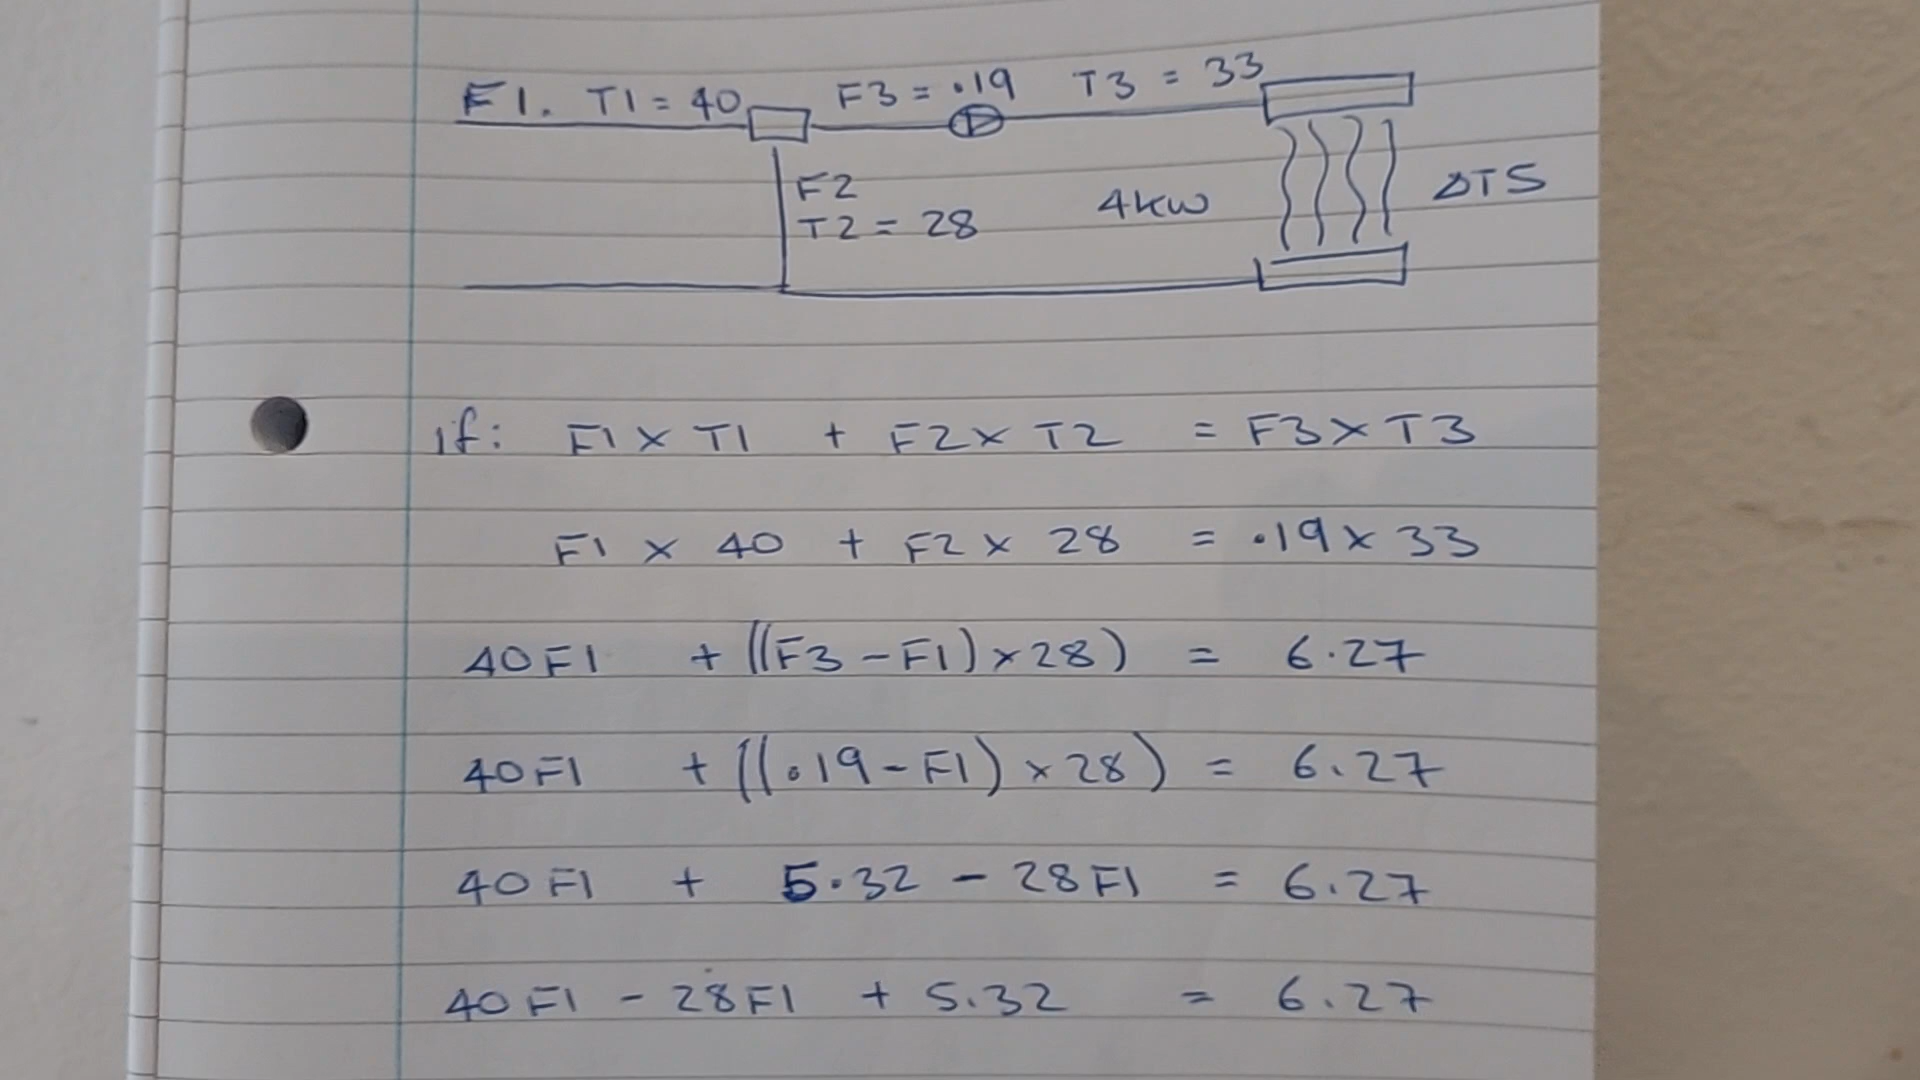 F1. T1 = 40 F3 = .19 T3 = 33
F2
T2 = 28 4kw ΔT5
if: F1 x T1 + F2 x T2 = F3 x T3
F1 x 40 + F2 x 28 = .19 x 33
40F1 + ((F3 - F1) x 28) = 6.27
40F1 + ((.19 - F1) x 28) = 6.27
40F1 + 5.32 - 28F1 = 6.27
40F1 - 28F1 + 5.32 = 6.27